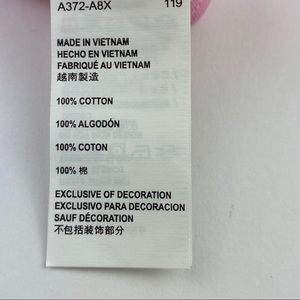 A372-A8X 119
MADE IN VIETNAM
HECHO EN VIETNAM
FABRIQUÉ AU VIETNAM
越南製造
100% COTTON
100% ALGODÓN
100% COTON
100% 棉
EXCLUSIVE OF DECORATION
EXCLUSIVO PARA DECORACION
SAUF DÉCORATION
不包括装饰部分